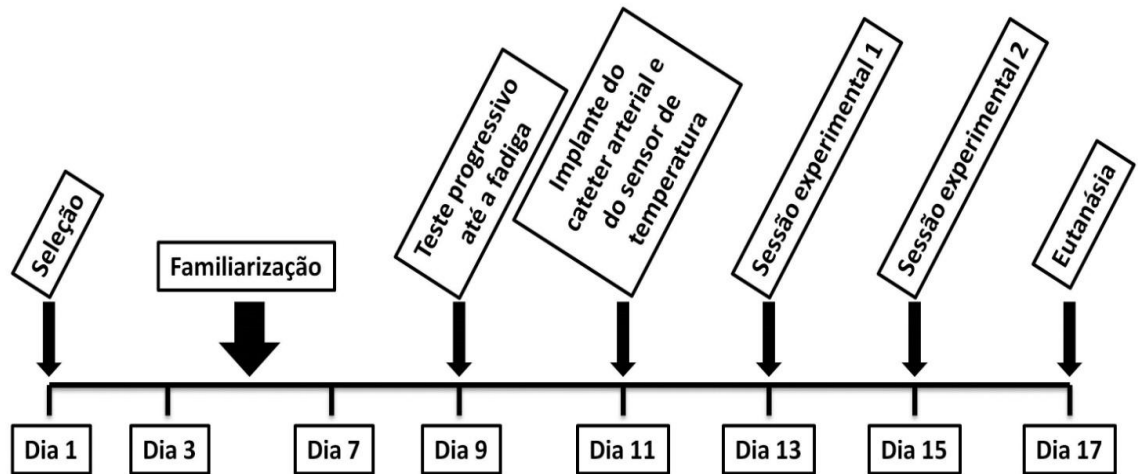 Seleção
Familiarização
Teste progressivo
até a fadiga
Implante do
cateter arterial e
do sensor de
temperatura
Sessão experimental 1
Sessão experimental 2
Eutanásia
Dia 1
Dia 3
Dia 7
Dia 9
Dia 11
Dia 13
Dia 15
Dia 17